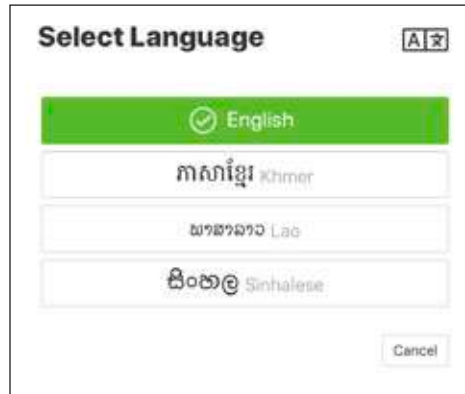 Select Language
A 文
English
ភាសាខ្មែរ Khmer
ພາສາລາວ Lao
සිංහල Sinhalese
Cancel